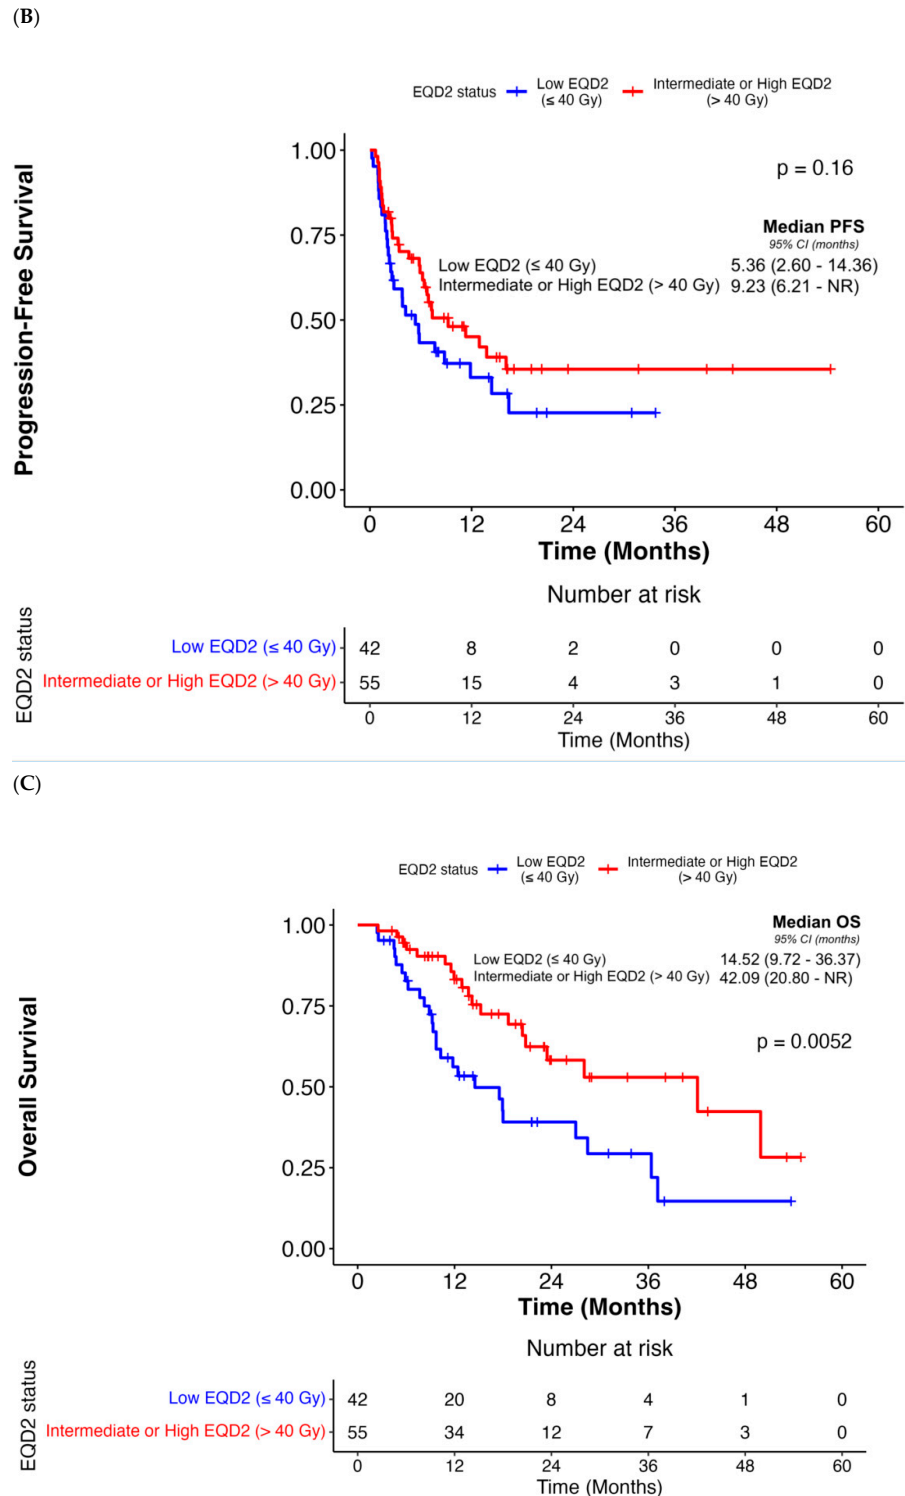 (B)
EQD2 status Low EQD2 (≤ 40 Gy) Intermediate or High EQD2 (> 40 Gy)
Progression-Free Survival
1.00
0.75
0.50
0.25
0.00
p = 0.16
Median PFS
95% CI (months)
Low EQD2 (≤ 40 Gy) 5.36 (2.60 - 14.36)
Intermediate or High EQD2 (> 40 Gy) 9.23 (6.21 - NR)
0 12 24 36 48 60
Time (Months)
Number at risk
EQD2 status
Low EQD2 (≤ 40 Gy) 42 8 2 0 0 0
Intermediate or High EQD2 (> 40 Gy) 55 15 4 3 1 0
0 12 24 36 48 60
Time (Months)
(C)
EQD2 status Low EQD2 (≤ 40 Gy) Intermediate or High EQD2 (> 40 Gy)
Overall Survival
1.00
0.75
0.50
0.25
0.00
Median OS
95% CI (months)
Low EQD2 (≤ 40 Gy) 14.52 (9.72 - 36.37)
Intermediate or High EQD2 (> 40 Gy) 42.09 (20.80 - NR)
p = 0.0052
0 12 24 36 48 60
Time (Months)
Number at risk
EQD2 status
Low EQD2 (≤ 40 Gy) 42 20 8 4 1 0
Intermediate or High EQD2 (> 40 Gy) 55 34 12 7 3 0
0 12 24 36 48 60
Time (Months)